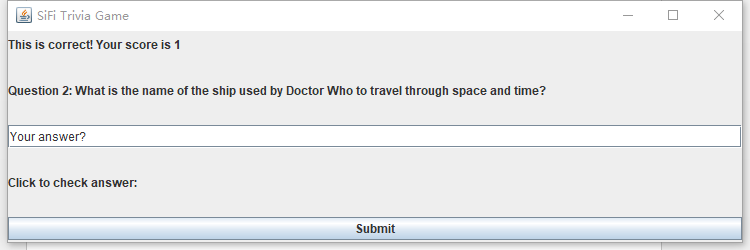 SiFi Trivia Game
This is correct! Your score is 1
Question 2: What is the name of the ship used by Doctor Who to travel through space and time?
Your answer?
Click to check answer:
Submit